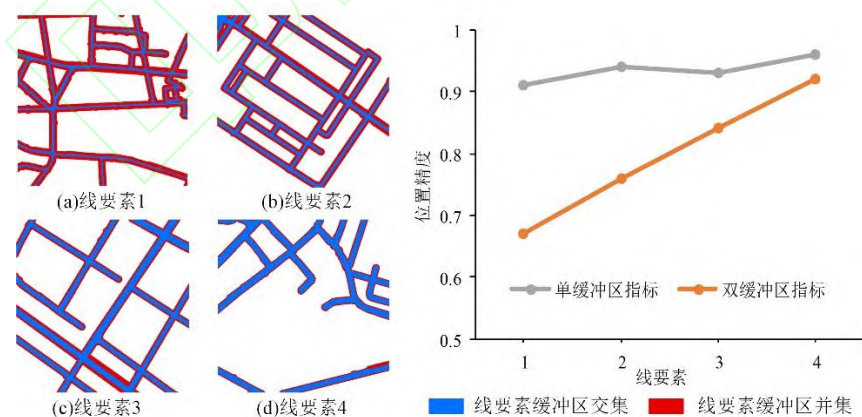 (a)线要素1
(b)线要素2
(c)线要素3
(d)线要素4
位置精度
1
0.9
0.8
0.7
0.6
0.5
单缓冲区指标
双缓冲区指标
1 2 3 4
线要素
线要素缓冲区交集
线要素缓冲区并集